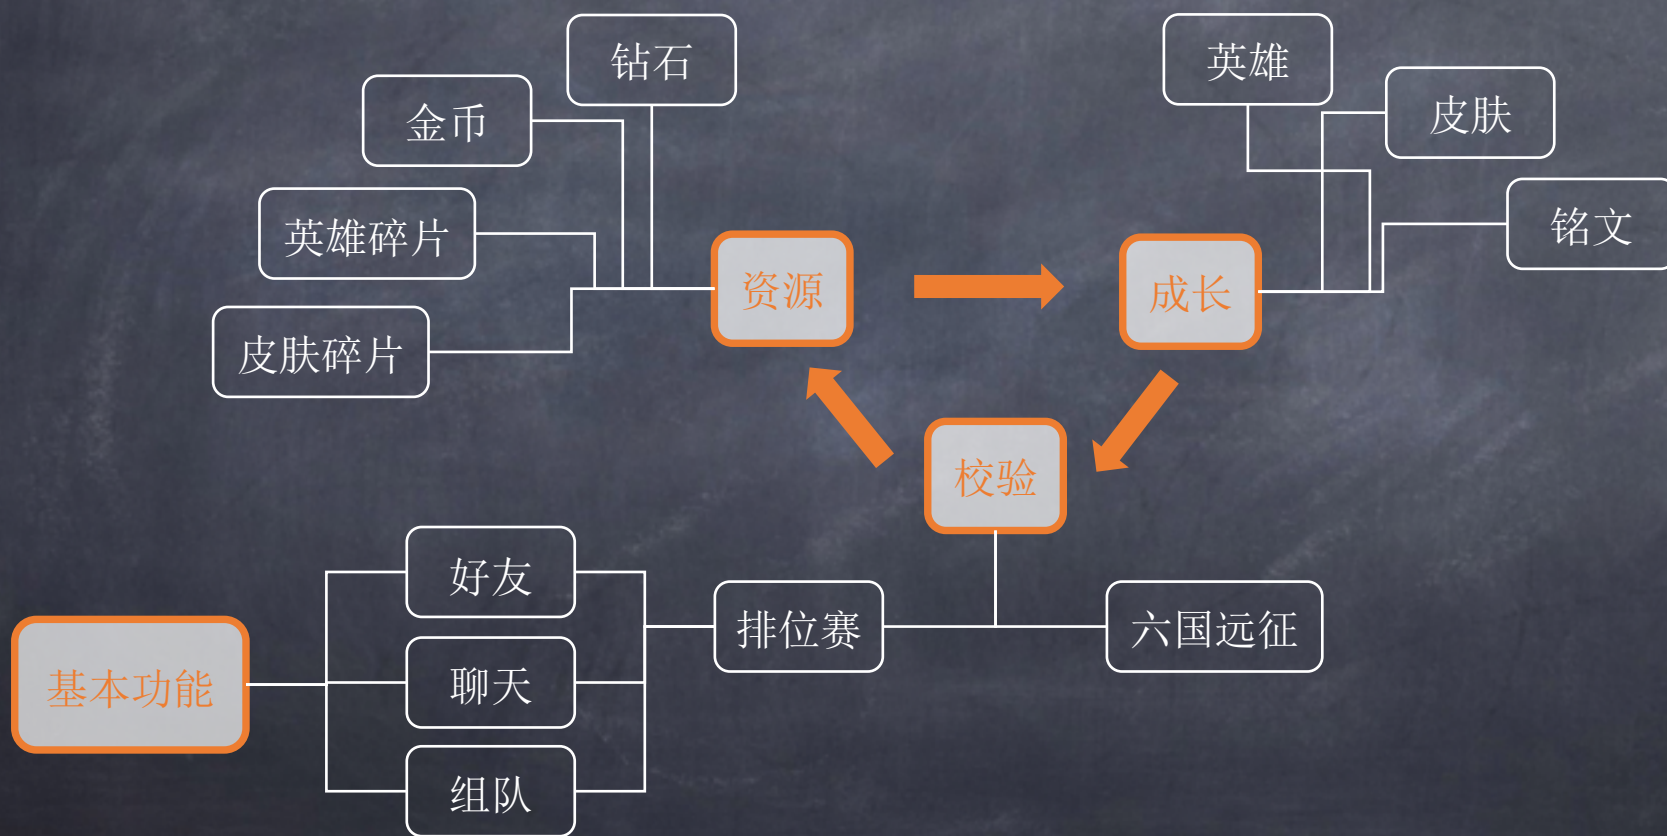 钻石
英雄
金币
皮肤
英雄碎片
铭文
资源
成长
皮肤碎片
校验
好友
排位赛
六国远征
基本功能
聊天
组队